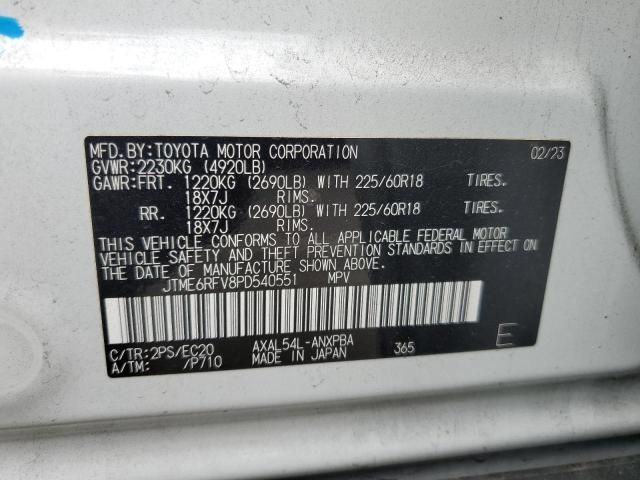 MFD.BY:TOYOTA MOTOR CORPORATION 02/23
GVWR:2230KG (4920LB)
GAWR:FRT. 1220KG (2690LB) WITH 225/60R18 TIRES.
18X7J RIMS.
RR. 1220KG (2690LB) WITH 225/60R18 TIRES.
18X7J RIMS.
THIS VEHICLE CONFORMS TO ALL APPLICABLE FEDERAL MOTOR
VEHICLE SAFETY AND THEFT PREVENTION STANDARDS IN EFFECT ON
THE DATE OF MANUFACTURE SHOWN ABOVE.
JTME6RFV8PD540551 MPV
C/TR:2PS/EC20 AXAL54L-ANXPBA 365 E
A/TM: /P710 MADE IN JAPAN